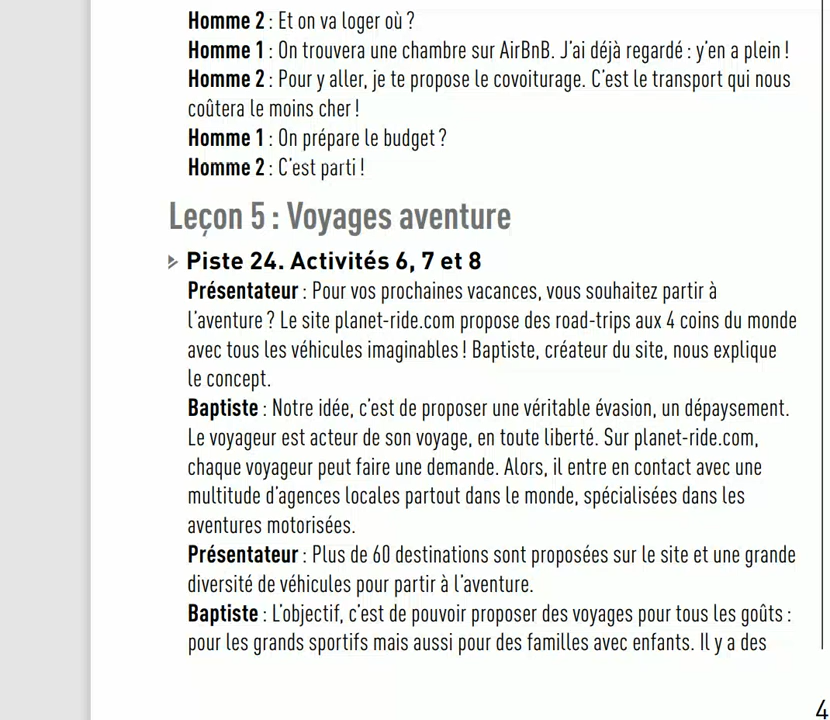 Homme 2 : Et on va loger où ?
Homme 1 : On trouvera une chambre sur AirBnB. J'ai déjà regardé : y'en a plein !
Homme 2 : Pour y aller, je te propose le covoiturage. C'est le transport qui nous
coûtera le moins cher !
Homme 1 : On prépare le budget ?
Homme 2 : C'est parti !
Leçon 5 : Voyages aventure
Piste 24. Activités 6, 7 et 8
Présentateur : Pour vos prochaines vacances, vous souhaitez partir à
l'aventure ? Le site planet-ride.com propose des road-trips aux 4 coins du monde
avec tous les véhicules imaginables ! Baptiste, créateur du site, nous explique
le concept.
Baptiste : Notre idée, c'est de proposer une véritable évasion, un dépaysement.
Le voyageur est acteur de son voyage, en toute liberté. Sur planet-ride.com,
chaque voyageur peut faire une demande. Alors, il entre en contact avec une
multitude d'agences locales partout dans le monde, spécialisées dans les
aventures motorisées.
Présentateur : Plus de 60 destinations sont proposées sur le site et une grande
diversité de véhicules pour partir à l'aventure.
Baptiste : L'objectif, c'est de pouvoir proposer des voyages pour tous les goûts :
pour les grands sportifs mais aussi pour des familles avec enfants. Il y a des
4